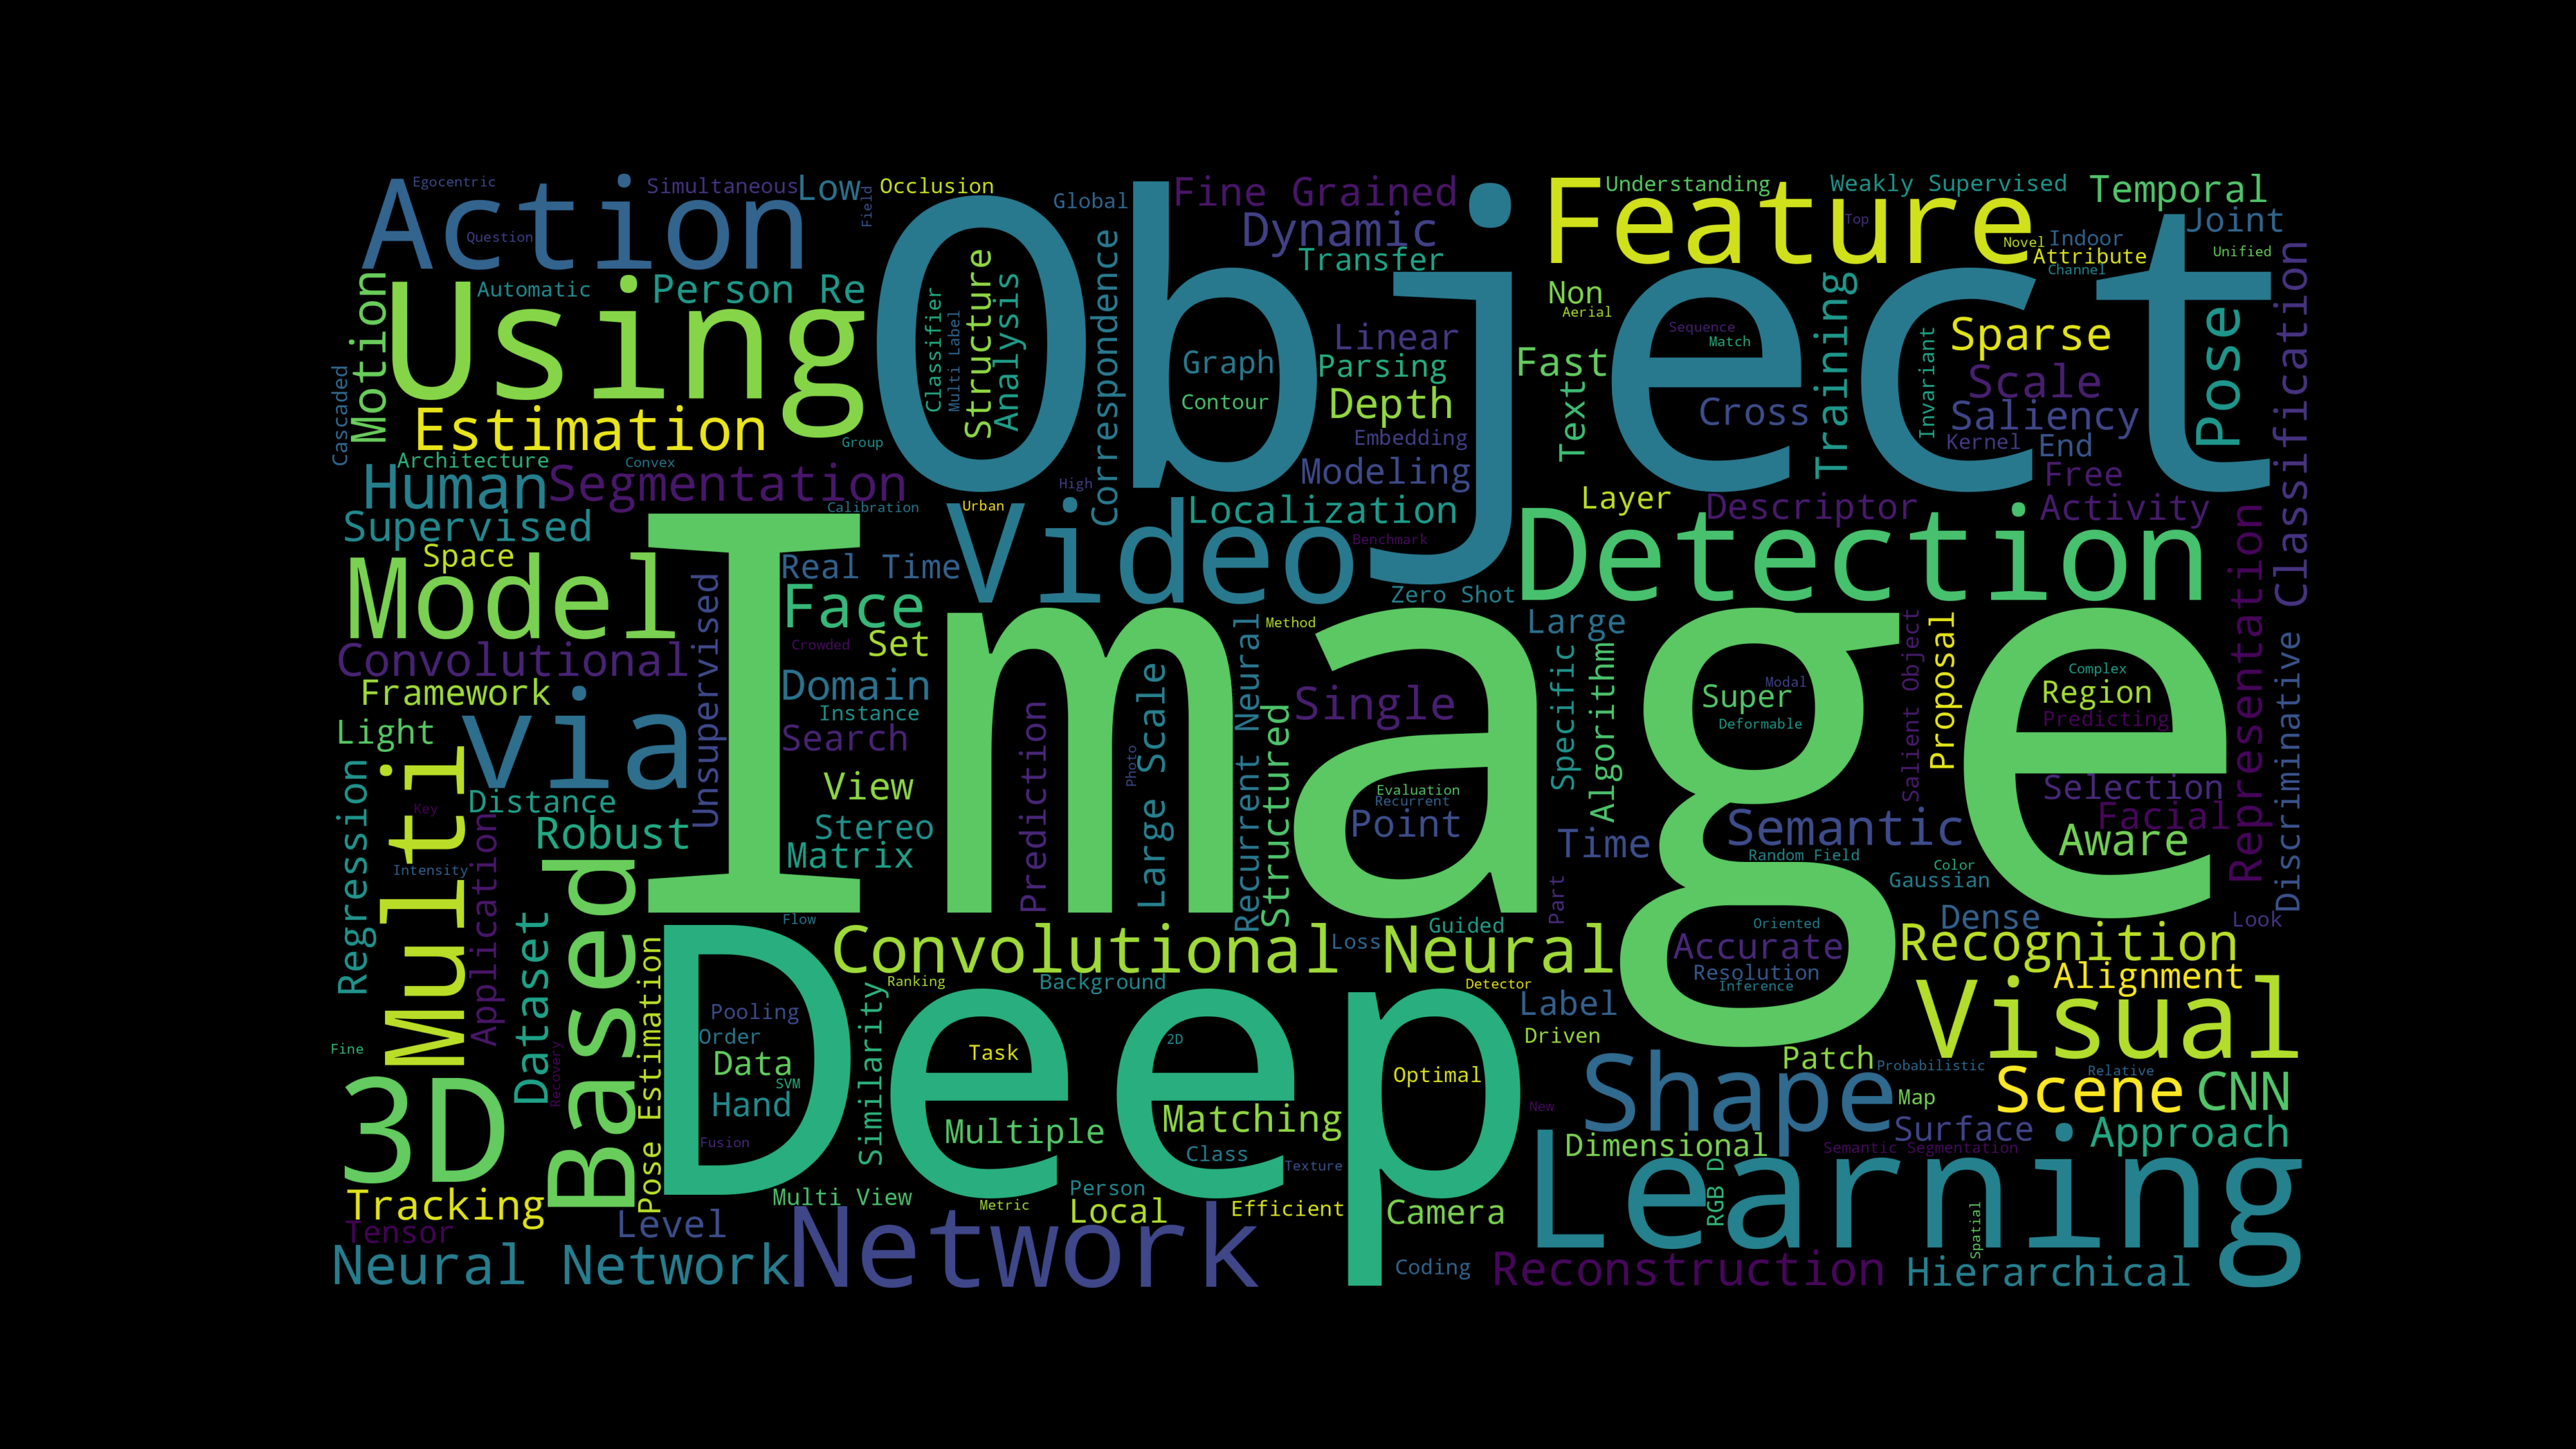 Egocentric
Simultaneous
Low
Occlusion
Field
Action
Question
Global
Fine Grained
Dynamic
Transfer
Feature
Understanding
Weakly Supervised
Temporal
Top
Joint
Novel
Indoor
Attribute
Channel
Unified
Object
Motion
Automatic
Person Re
Using
Classifier
Multi Label
Structure
Analysis
Correspondence
Linear
Graph
Parsing
Contour
Depth
Embedding
Modeling
Non
Aerial
Fast
Text
Sequence
Match
Cross
Training
Invariant
Sparse
Scale
Saliency
Kernel
End
Free
Pose
Classification
Cascaded
Estimation
Group
Architecture
Convex
Human
Segmentation
Calibration
High
Urban
Localization
Layer
Descriptor
Activity
Supervised
Space
Video
Benchmark
Detection
Model
Real Time
Zero Shot
Face
Set
Crowded
Method
Large
Unsupervised
Convolutional
Framework
Domain
Instance
Image
Light
via
Search
View
Stereo
Matrix
Prediction
Photo
Large Scale
Recurrent Neural
Structured
Single
Evaluation
Recurrent
Point
Specific
Algorithm
Time
Super
Modal
Deformable
Salient Object
Proposal
Complex
Region
Predicting
Selection
Facial
Aware
Representation
Discriminative
Semantic
Random Field
Color
Gaussian
Regression
Multi
Key
Distance
Robust
Intensity
Application
Dataset
Based
Flow
Convolutional Neural
Guided
Loss
Part
Oriented
Accurate
Resolution
Inference
Dense
Look
Recognition
Alignment
Visual
Pose Estimation
Deep
Pooling
Order
Data
SVM
Hand
Fusion
Similarity
Ranking
Background
Detector
Label
Driven
Task
2D
Optimal
Multiple
Matching
Class
Texture
New
Fine
Recovery
3D
Patch
Probabilistic
Relative
Shape
Map
Scene
CNN
Surface
Approach
Dimensional
Semantic Segmentation
Learning
RGB D
Spatial
Tracking
Tensor
Level
Multi View
Metric
Person
Local
Efficient
Camera
Neural Network
Network
Coding
Reconstruction
Hierarchical